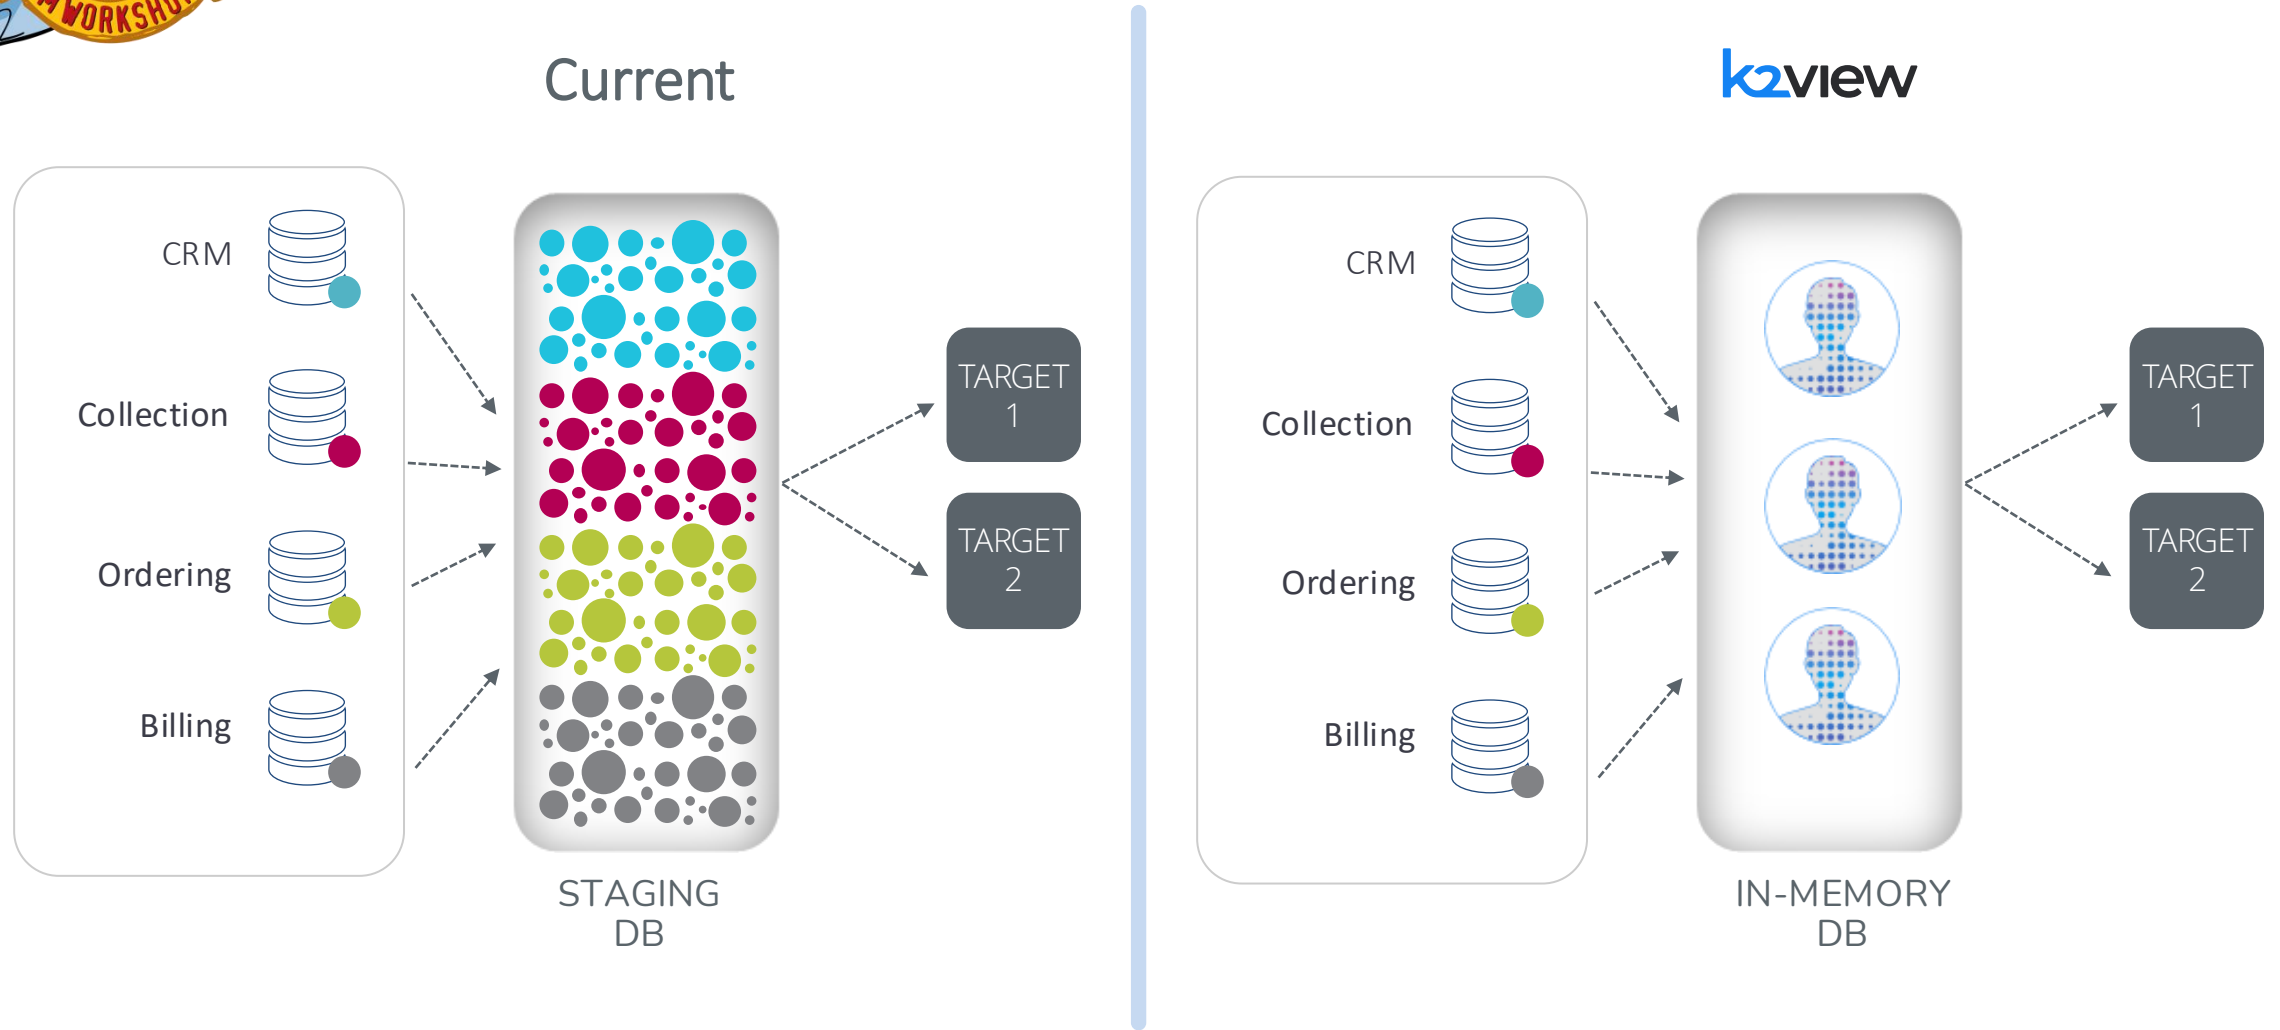 WORKSHO
Current
CRM
Collection
Ordering
Billing
STAGING
DB
TARGET
1
TARGET
2
k2view
CRM
Collection
Ordering
Billing
IN-MEMORY
DB
TARGET
1
TARGET
2